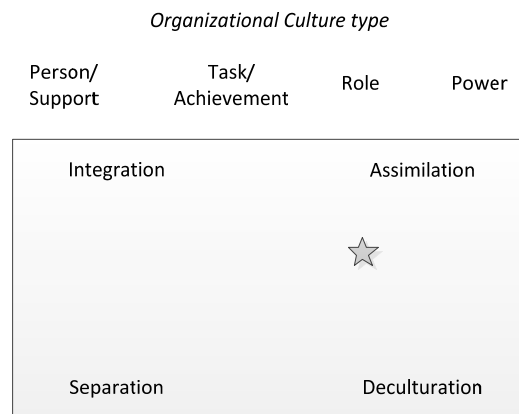 Organizational Culture type
Person/ Task/ Role Power
Support Achievement
Integration Assimilation
Separation Deculturation